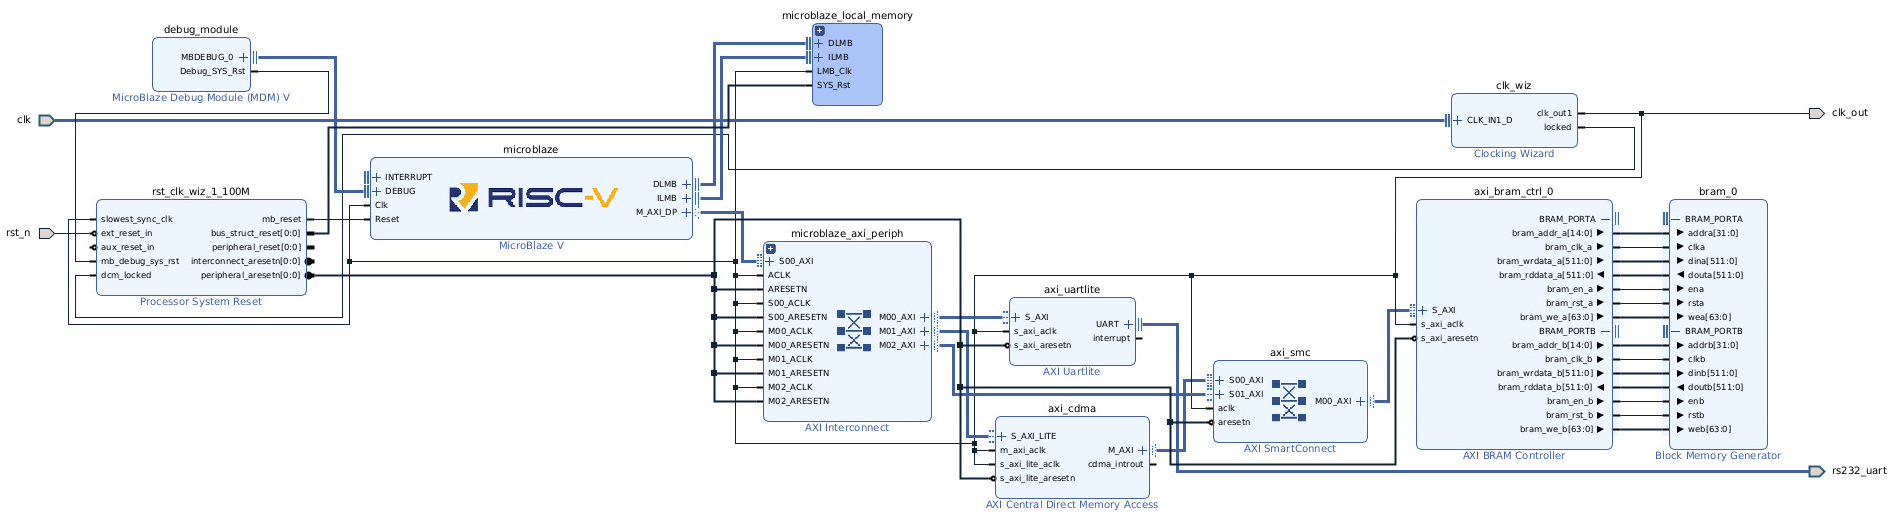 debug_module
MBDEBUG_0
Debug_SYS_Rst
MicroBlaze Debug Module (MDM) V
microblaze_local_memory
DLMB
ILMB
LMB_Clk
SYS_Rst
clk
clk_wiz
CLK_IN1_D
clk_out1
locked
Clocking Wizard
clk_out
rst_n
rst_clk_wiz_1_100M
slowest_sync_clk
ext_reset_in
aux_reset_in
mb_debug_sys_rst
dcm_locked
mb_reset
bus_struct_reset[0:0]
peripheral_reset[0:0]
interconnect_aresetn[0:0]
peripheral_aresetn[0:0]
Processor System Reset
microblaze
INTERRUPT
DEBUG
Clk
Reset
RISC-V
DLMB
ILMB
M_AXI_DP
MicroBlaze V
microblaze_axi_periph
S00_AXI
ACLK
ARESETN
S00_ACLK
S00_ARESETN
M00_ACLK
M00_ARESETN
M01_ACLK
M01_ARESETN
M02_ACLK
M02_ARESETN
M00_AXI
M01_AXI
M02_AXI
AXI Interconnect
axi_uartlite
S_AXI
s_axi_aclk
s_axi_aresetn
UART
interrupt
AXI Uartlite
axi_cdma
S_AXI_LITE
m_axi_aclk
s_axi_lite_aclk
s_axi_lite_aresetn
M_AXI
cdma_introut
AXI Central Direct Memory Access
axi_smc
S00_AXI
S01_AXI
aclk
aresetn
M00_AXI
AXI SmartConnect
axi_bram_ctrl_0
S_AXI
s_axi_aclk
s_axi_aresetn
BRAM_PORTA
bram_addr_a[14:0]
bram_clk_a
bram_wrdata_a[511:0]
bram_rddata_a[511:0]
bram_en_a
bram_rst_a
bram_we_a[63:0]
BRAM_PORTB
bram_addr_b[14:0]
bram_clk_b
bram_wrdata_b[511:0]
bram_rddata_b[511:0]
bram_en_b
bram_rst_b
bram_we_b[63:0]
AXI BRAM Controller
bram_0
BRAM_PORTA
addra[31:0]
clka
dina[511:0]
douta[511:0]
ena
rsta
wea[63:0]
BRAM_PORTB
addrb[31:0]
clkb
dinb[511:0]
doutb[511:0]
enb
rstb
web[63:0]
Block Memory Generator
rs232_uart